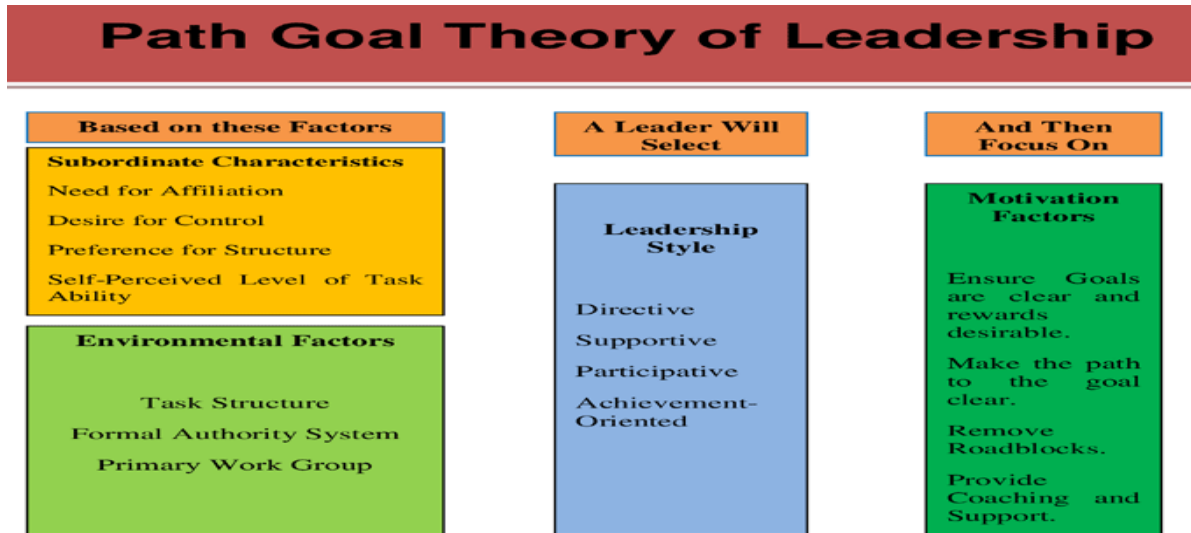 Path Goal Theory of Leadership
Based on these Factors
Subordinate Characteristics
Need for Affiliation
Desire for Control
Preference for Structure
Self-Perceived Level of Task
Ability
Environmental Factors
Task Structure
Formal Authority System
Primary Work Group
A Leader Will
Select
Leadership
Style
Directive
Supportive
Participative
Achievement-
Oriented
And Then
Focus On
Motivation
Factors
Ensure Goals
are clear and
rewards
desirable.
Make the path
to the goal
clear.
Remove
Roadblocks.
Provide
Coaching and
Support.